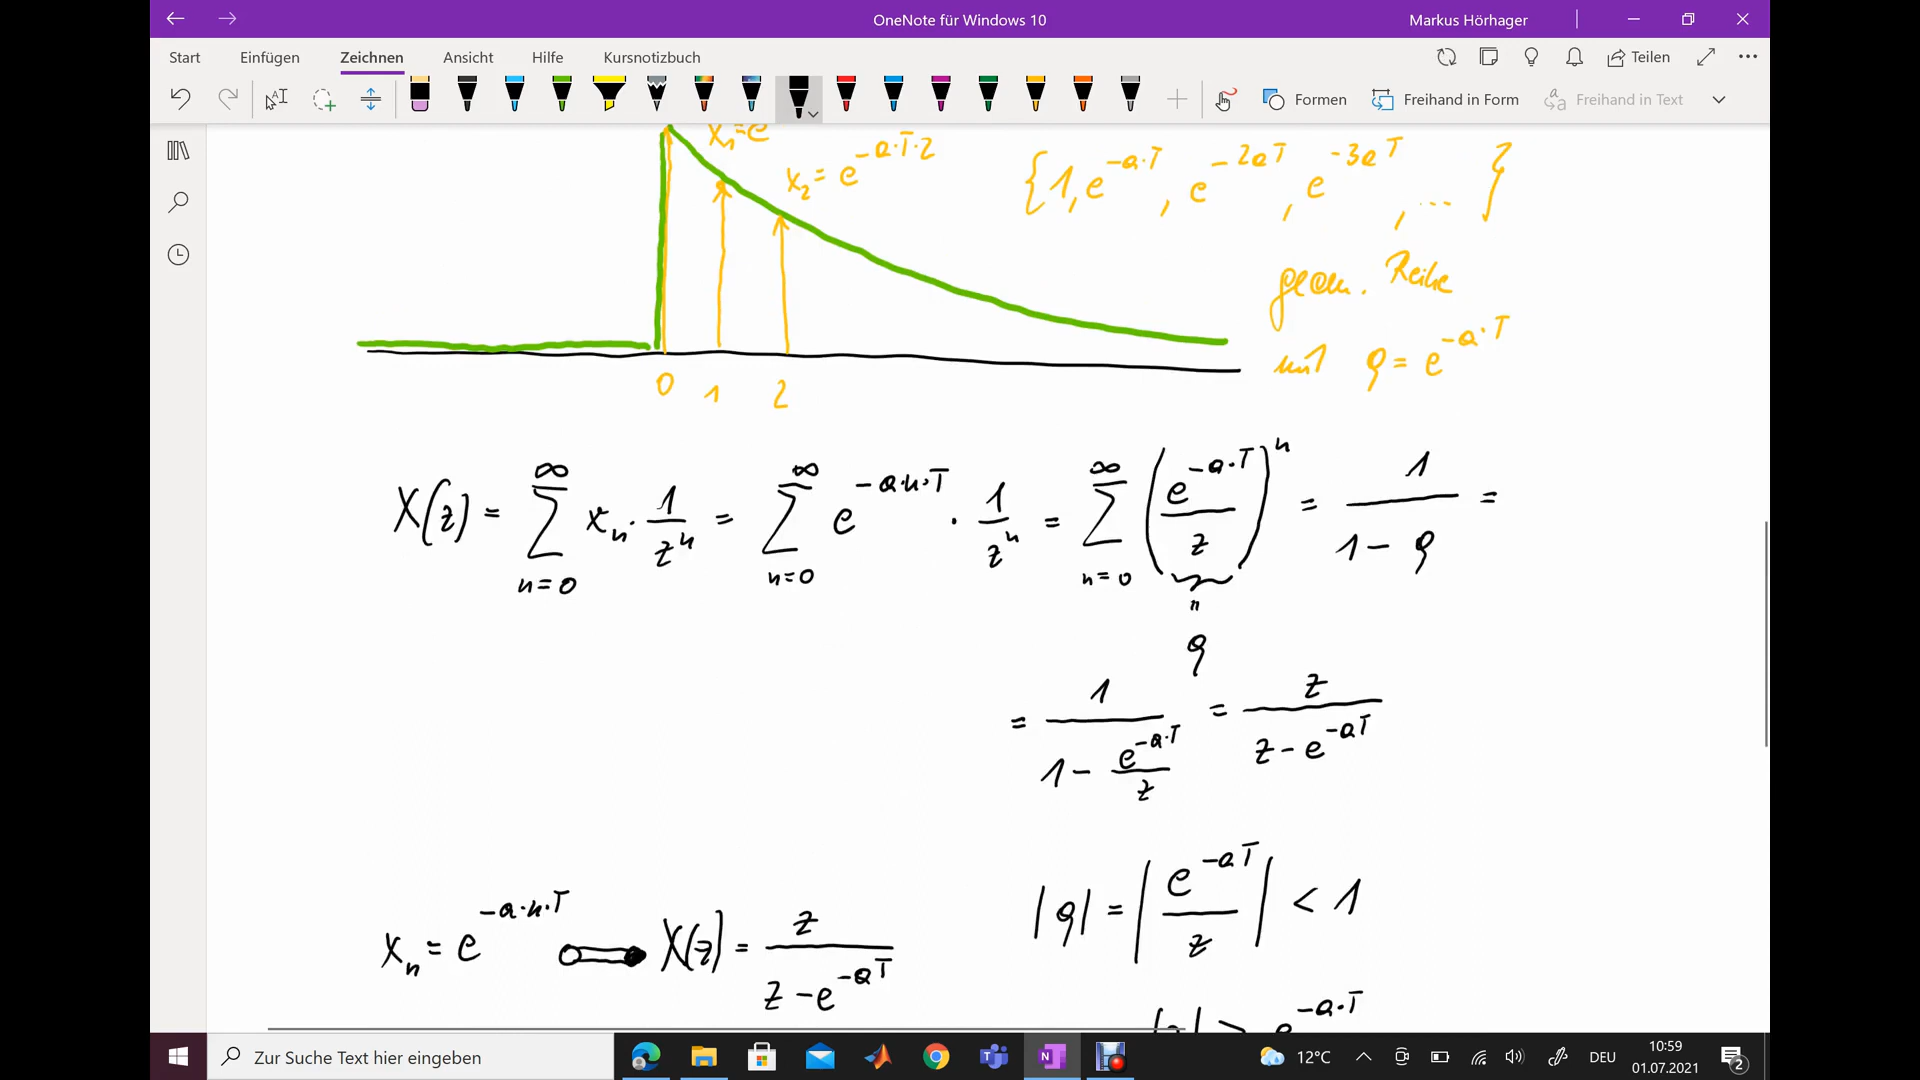 OneNote für Windows 10
Markus Hörhager
Start Einfügen Zeichnen Ansicht Hilfe Kursnotizbuch
Teilen
Formen Freihand in Form Freihand in Text
x₁ = e
x₂ = e^(-a·T·2)
{1, e^(-a·T), e^(-2aT), e^(-3aT), ...}
geom. Reihe
mit q = e^(-a·T)
0 1 2
X(z) = ∑_{n=0}^{∞} xₙ · 1/zⁿ = ∑_{n=0}^{∞} e^(-a·n·T) · 1/zⁿ = ∑_{n=0}^{∞} (e^(-a·T)/z)ⁿ = 1/(1-q) =
q
= 1/(1 - e^(-a·T)/z) = z/(z - e^(-aT))
|q| = |e^(-aT)/z| < 1
xₙ = e^(-a·n·T) ○─● X(z) = z/(z - e^(-aT))
|z| > e^(-a·T)
Zur Suche Text hier eingeben
12°C
DEU
10:59
01.07.2021
2